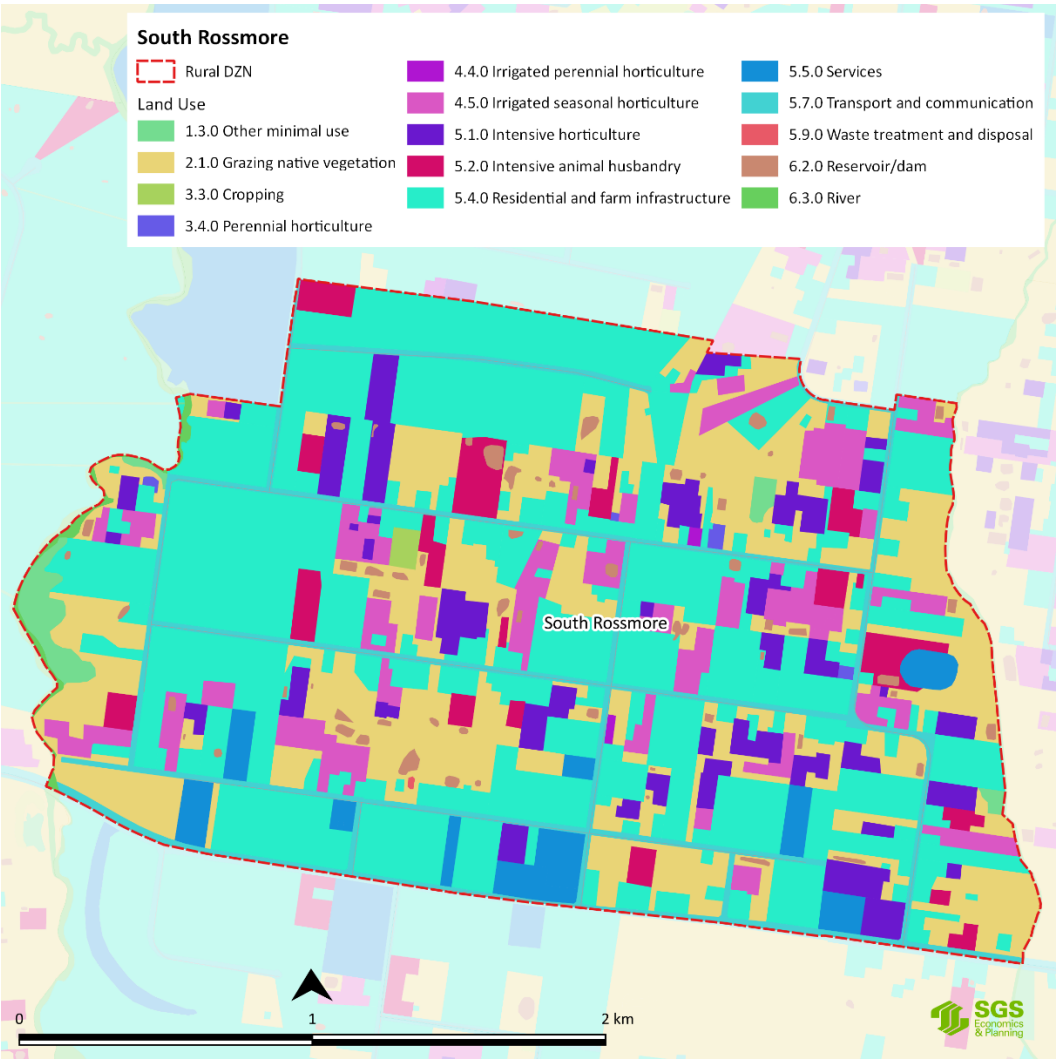 South Rossmore
Rural DZN
Land Use
1.3.0 Other minimal use
2.1.0 Grazing native vegetation
3.3.0 Cropping
3.4.0 Perennial horticulture
4.4.0 Irrigated perennial horticulture
4.5.0 Irrigated seasonal horticulture
5.1.0 Intensive horticulture
5.2.0 Intensive animal husbandry
5.4.0 Residential and farm infrastructure
5.5.0 Services
5.7.0 Transport and communication
5.9.0 Waste treatment and disposal
6.2.0 Reservoir/dam
6.3.0 River
South Rossmore
0 1 2 km
SGS
Economics
& Planning